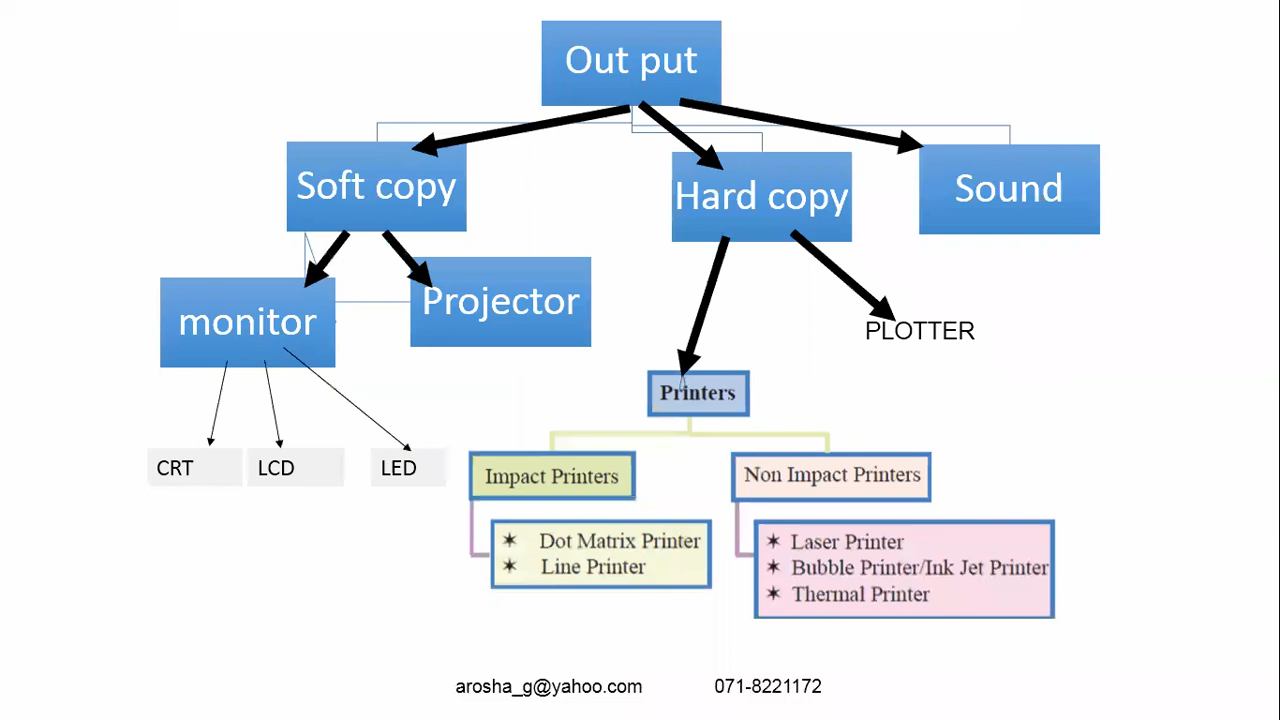 Out put
Soft copy
Hard copy
Sound
monitor
Projector
PLOTTER
Printers
CRT
LCD
LED
Impact Printers
Non Impact Printers
✶ Dot Matrix Printer
✶ Line Printer
✶ Laser Printer
✶ Bubble Printer/Ink Jet Printer
✶ Thermal Printer
arosha_g@yahoo.com 071-8221172